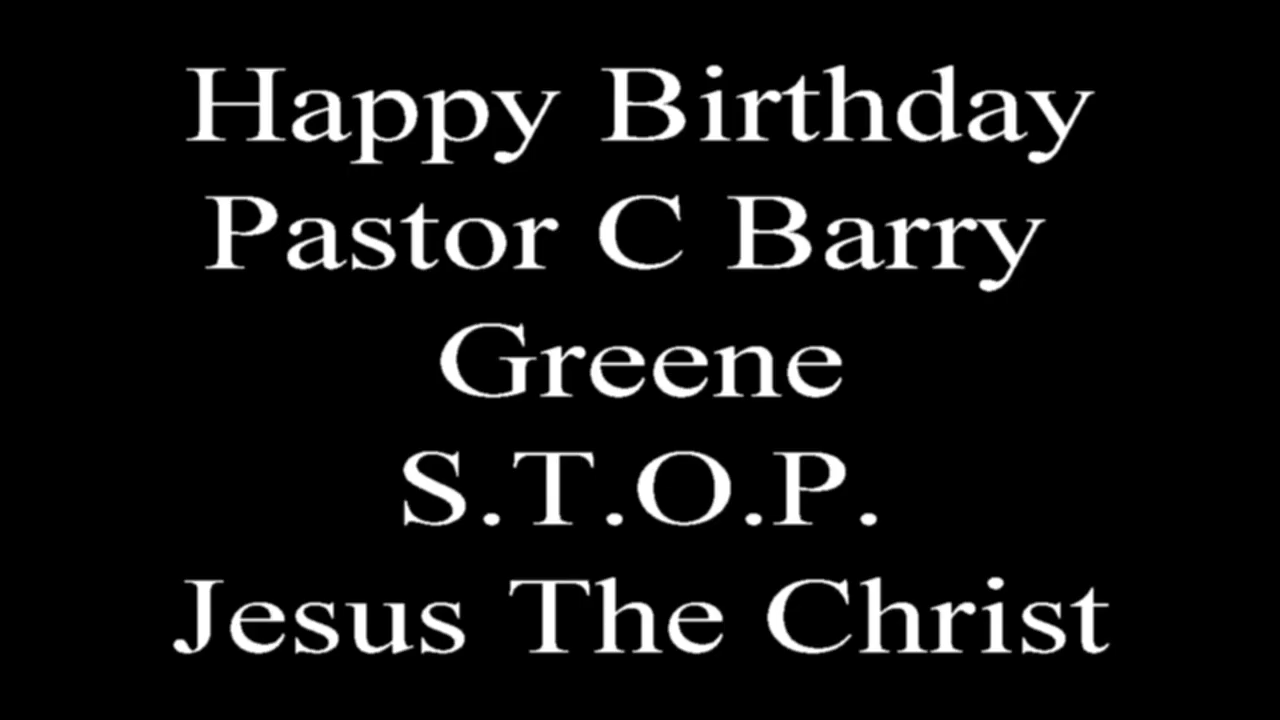 Happy Birthday
Pastor C Barry
Greene
S.T.O.P.
Jesus The Christ